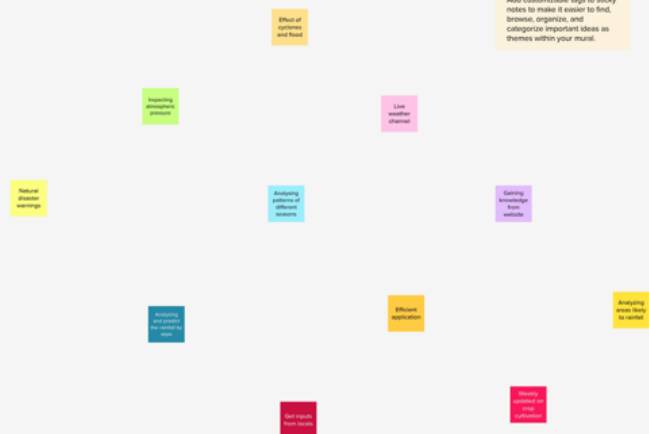 Add customizable tags to sticky
notes to make it easier to find,
browse, organize, and
categorize important ideas as
themes within your mural.
Effect of
cyclones
and flood
Inspecting
atmospheric
pressure
Live
weather
channel
Natural
disaster
warnings
Analysing
patterns of
different
seasons
Gaining
knowledge
from
website
Analysing
and predict
the rainfall by
apps
Efficient
application
Analyzing
areas likely
to rainfall
Get inputs
from locals
Weekly
updated on
crop
cultivation